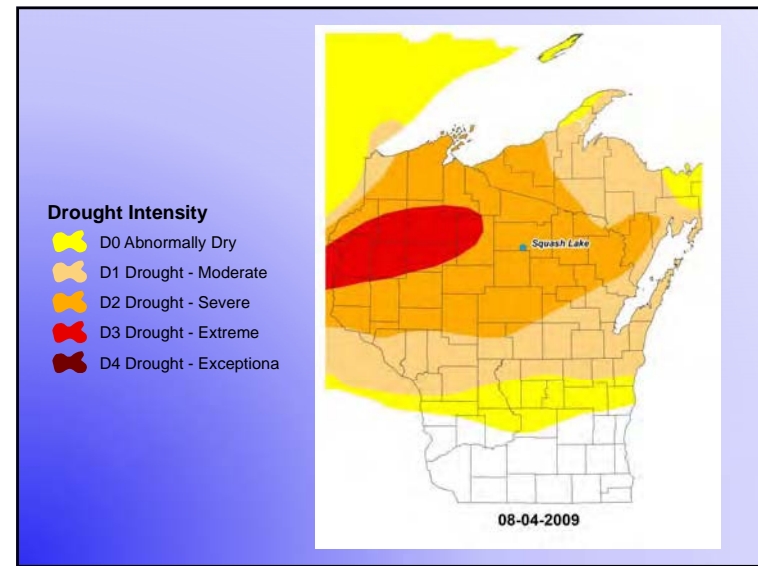 Drought Intensity
D0 Abnormally Dry
D1 Drought - Moderate
D2 Drought - Severe
D3 Drought - Extreme
D4 Drought - Exceptiona
Squash Lake
08-04-2009